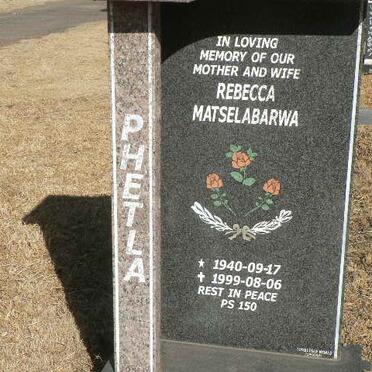 IN LOVING
MEMORY OF OUR
MOTHER AND WIFE
REBECCA
MATSELABARWA
PHETLA
★ 1940-09-17
✝ 1999-08-06
REST IN PEACE
PS 150